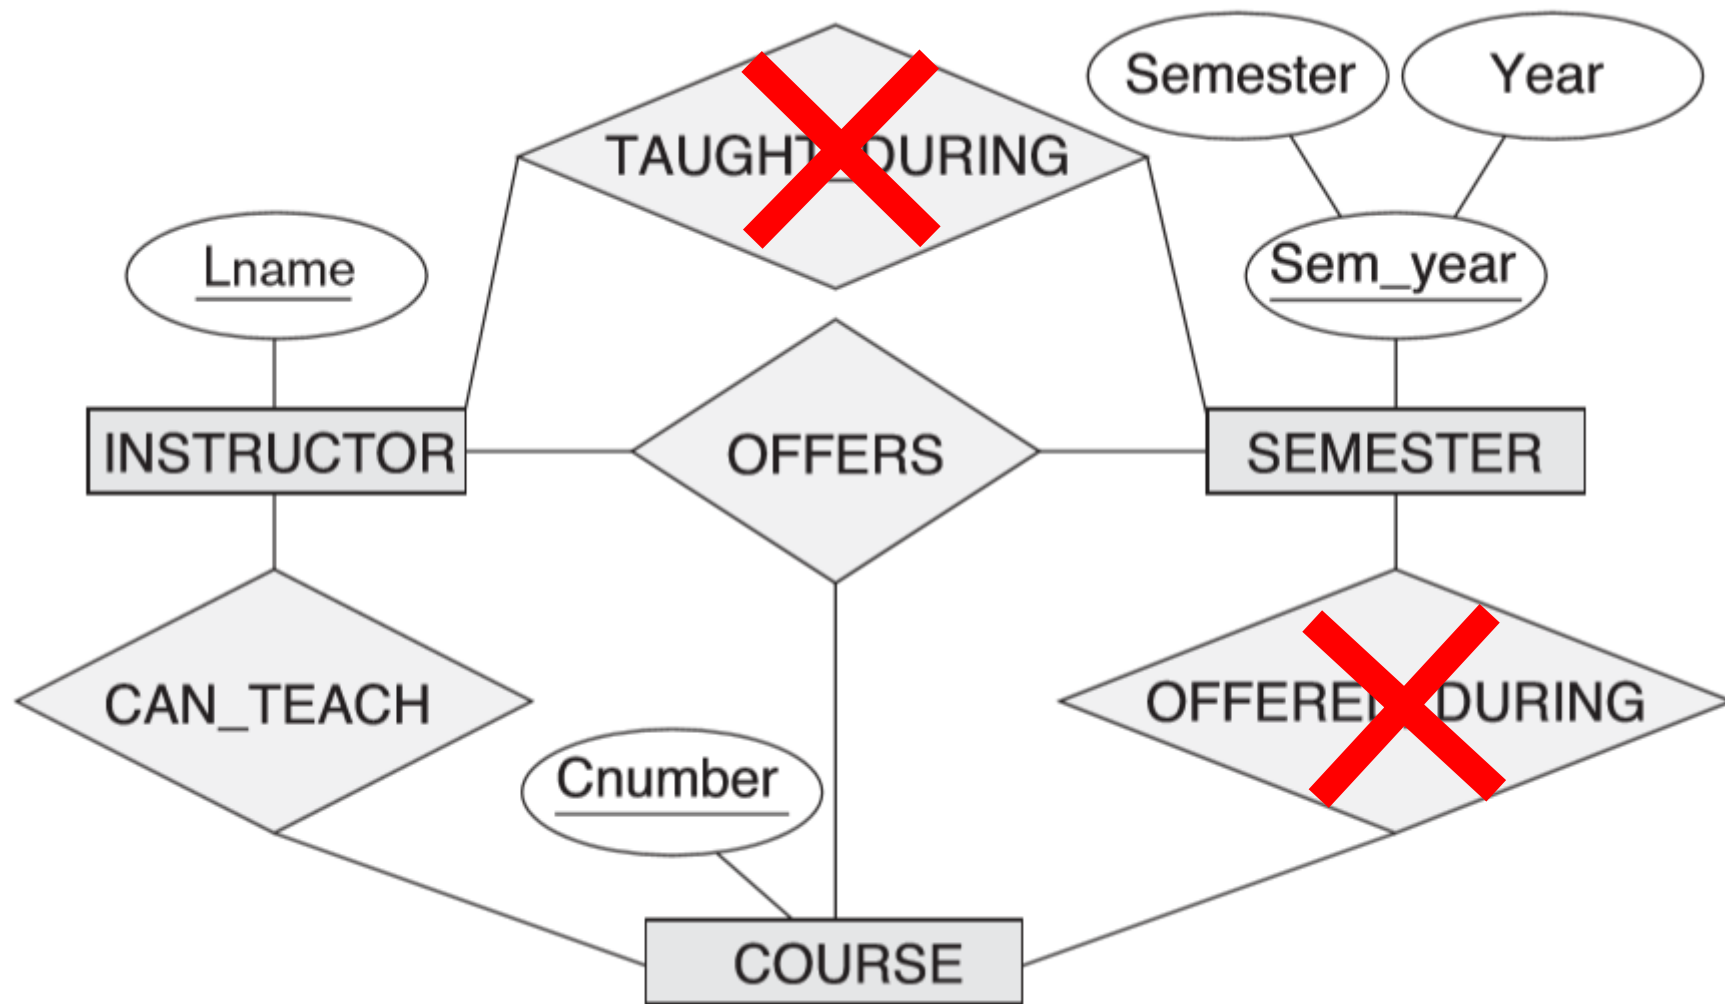 Semester Year
TAUGHT_DURING
Lname
Sem_year
INSTRUCTOR
OFFERS
SEMESTER
CAN_TEACH
OFFERED_DURING
Cnumber
COURSE